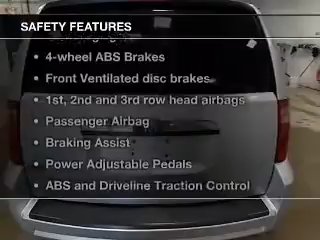 SAFETY FEATURES
• 4-wheel ABS Brakes
• Front Ventilated disc brakes
• 1st, 2nd and 3rd row head airbags
• Passenger Airbag
• Braking Assist
• Power Adjustable Pedals
• ABS and Driveline Traction Control